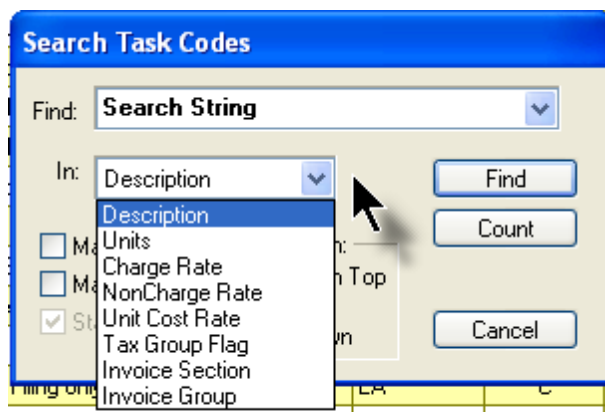 Search Task Codes
Find: Search String
In: Description
Find
Description
Count
Units
Charge Rate
Top
NonCharge Rate
Unit Cost Rate
Cancel
Tax Group Flag
Invoice Section
Invoice Group